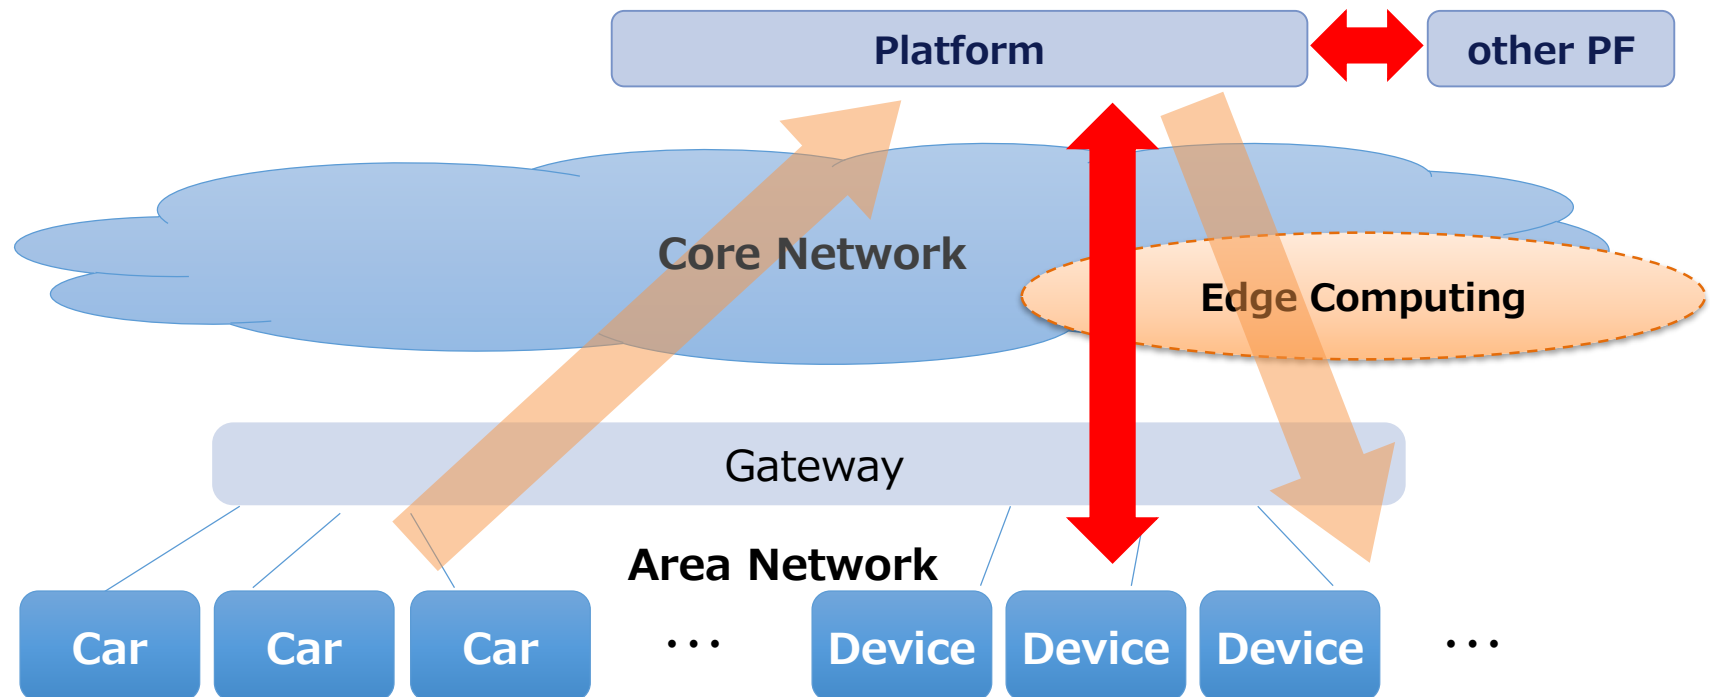 Platform
other PF
Core Network
Edge Computing
Gateway
Area Network
Car
Car
Car
･･･
Device
Device
Device
･･･